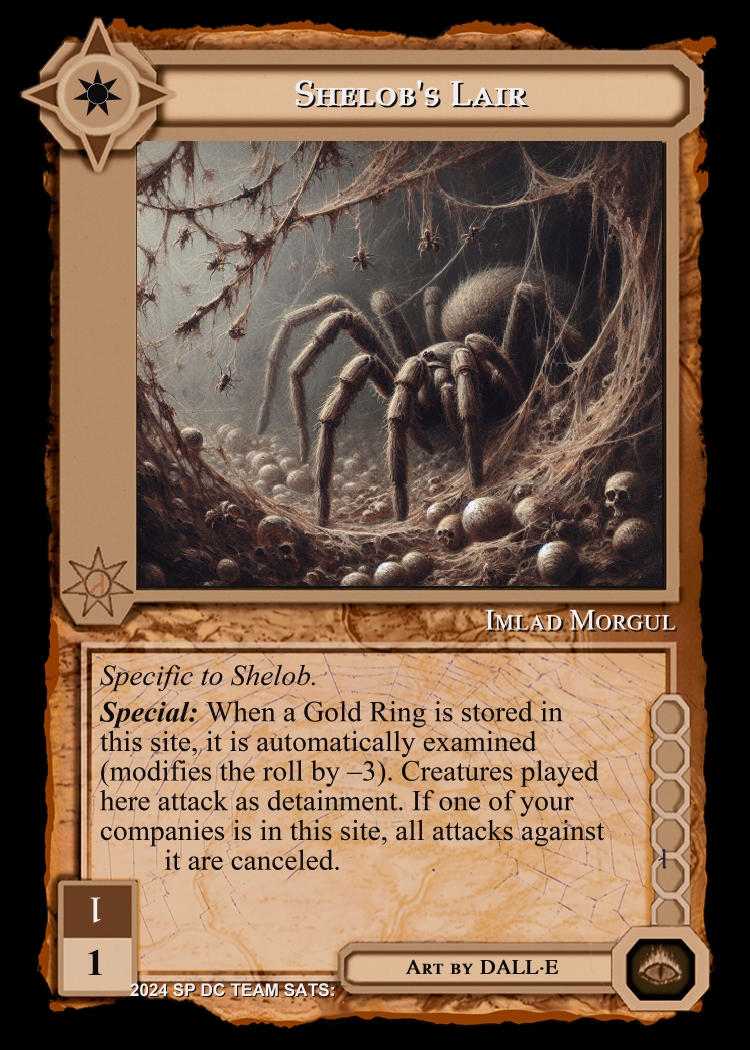 Shelob's Lair
Imlad Morgul
Specific to Shelob.
Special: When a Gold Ring is stored in
this site, it is automatically examined
(modifies the roll by –3). Creatures played
here attack as detainment. If one of your
companies is in this site, all attacks against
it are canceled.
1
1
Art by DALL·E
2024 SP DC TEAM SATS: